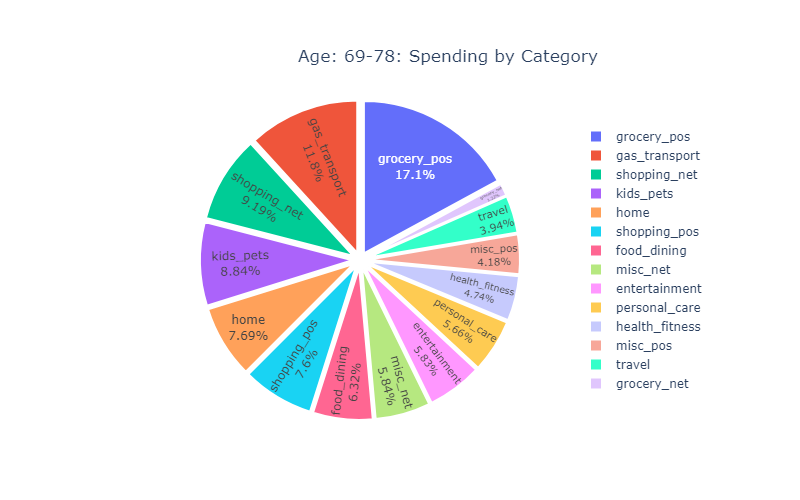 Age: 69-78: Spending by Category
grocery_pos
17.1%
gas_transport
11.8%
shopping_net
9.19%
kids_pets
8.84%
home
7.69%
shopping_pos
7.6%
food_dining
6.32%
misc_net
5.84%
entertainment
5.83%
personal_care
5.66%
health_fitness
4.74%
misc_pos
4.18%
travel
3.94%
grocery_net
grocery_pos
gas_transport
shopping_net
kids_pets
home
shopping_pos
food_dining
misc_net
entertainment
personal_care
health_fitness
misc_pos
travel
grocery_net